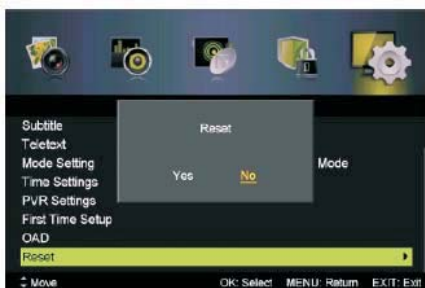 Subtitle
Reset
Teletext
Mode Setting
Mode
Time Settings
Yes No
PVR Settings
First Time Setup
OAD
Reset
Move OK: Select MENU: Return EXIT: Exit